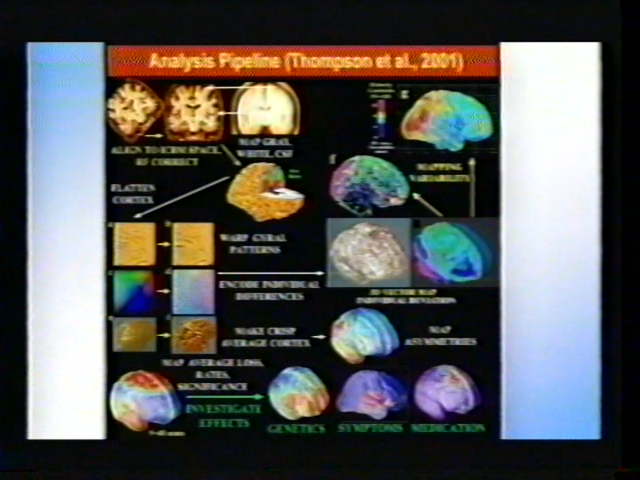 Analysis Pipeline (Thompson et al., 2001)
ALIGN TO ICBM SPACE,
RF CORRECT
MAP GRAY,
WHITE, CSF
FLATTEN
CORTEX
MAPPING
VARIABILITY
WARP GYRAL
PATTERNS
ENCODE INDIVIDUAL
DIFFERENCES
3D VECTOR MAP
INDIVIDUAL DEVIATION
MAKE CRISP
AVERAGE CORTEX
MAP
ASYMMETRIES
MAP AVERAGE LOSS,
RATES,
SIGNIFICANCE
INVESTIGATE
EFFECTS
GENETICS SYMPTOMS MEDICATION